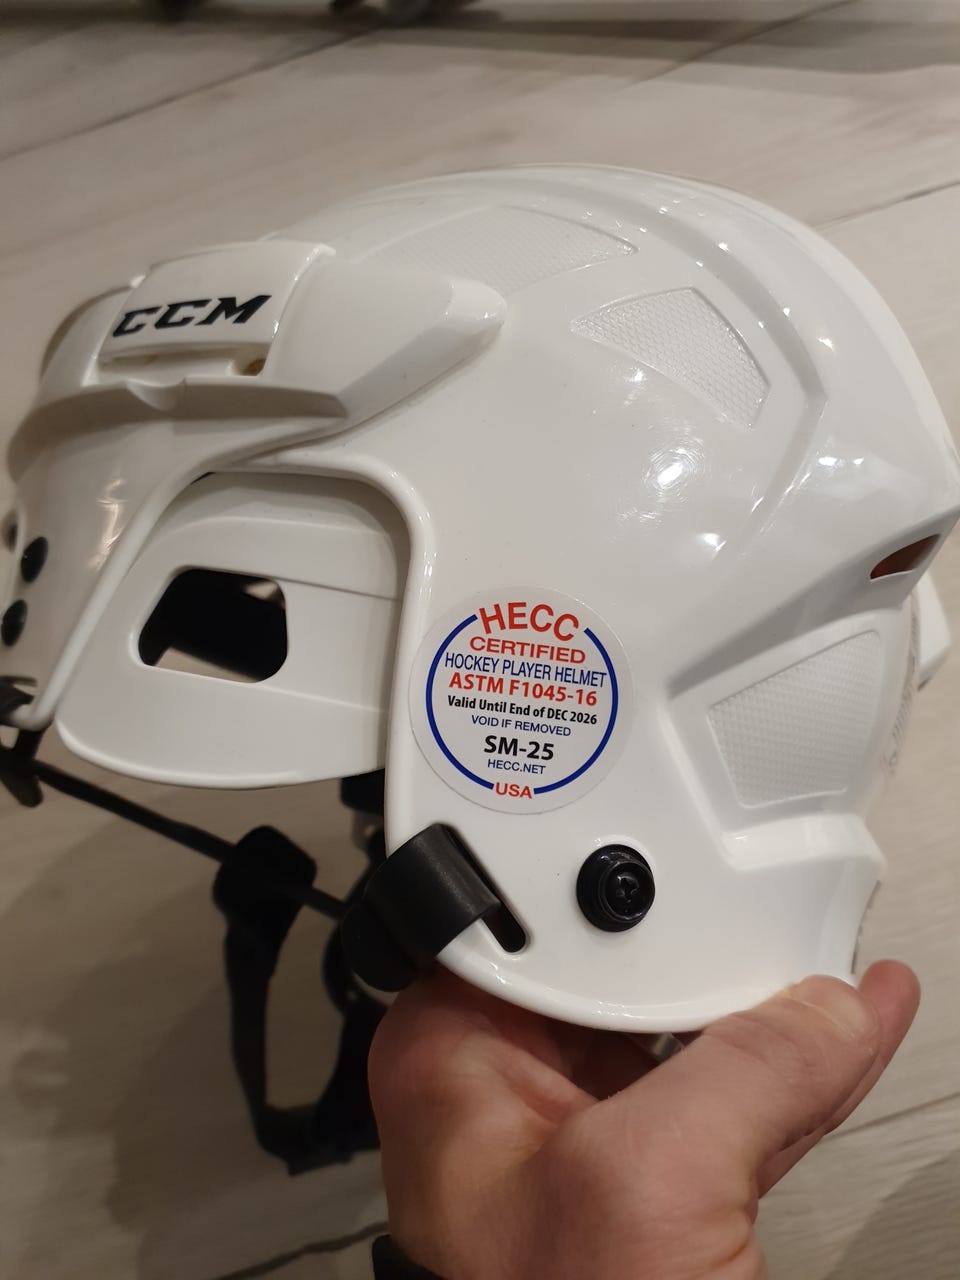 CCM
HECC
CERTIFIED
HOCKEY PLAYER HELMET
ASTM F1045-16
Valid Until End of DEC 2026
VOID IF REMOVED
SM-25
HECC.NET
USA